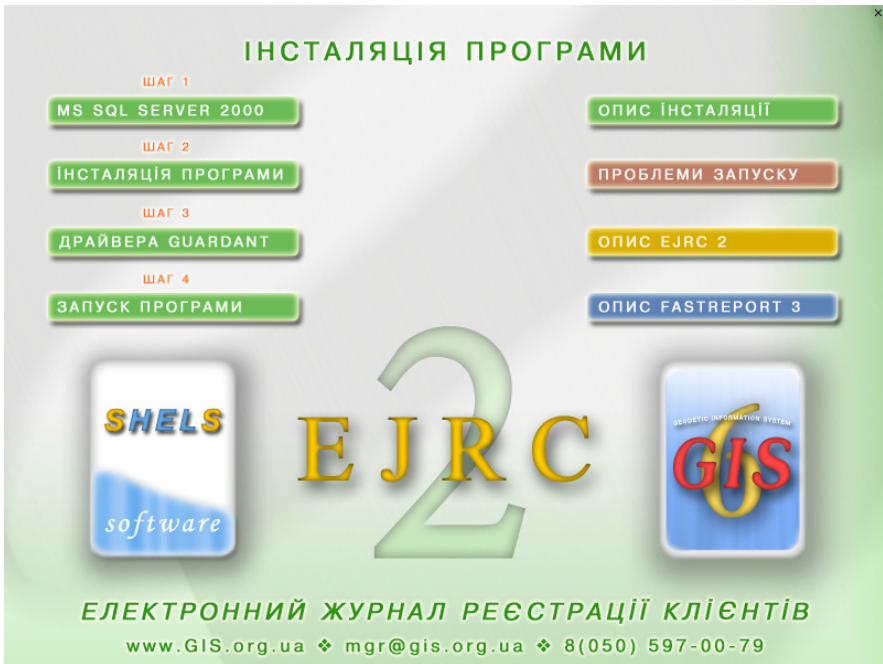 ІНСТАЛЯЦІЯ ПРОГРАМИ
ШАГ 1
MS SQL SERVER 2000
ШАГ 2
ІНСТАЛЯЦІЯ ПРОГРАМИ
ШАГ 3
ДРАЙВЕРА GUARDANT
ШАГ 4
ЗАПУСК ПРОГРАМИ
ОПИС ІНСТАЛЯЦІЇ
ПРОБЛЕМИ ЗАПУСКУ
ОПИС EJRC 2
ОПИС FASTREPORT 3
SHELS
software
EJRC
2
GEODETIC INFORMATION SYSTEM
GIS
6
ЕЛЕКТРОННИЙ ЖУРНАЛ РЕЄСТРАЦІЇ КЛІЄНТІВ
www.GIS.org.ua ❖ mgr@gis.org.ua ❖ 8(050) 597-00-79